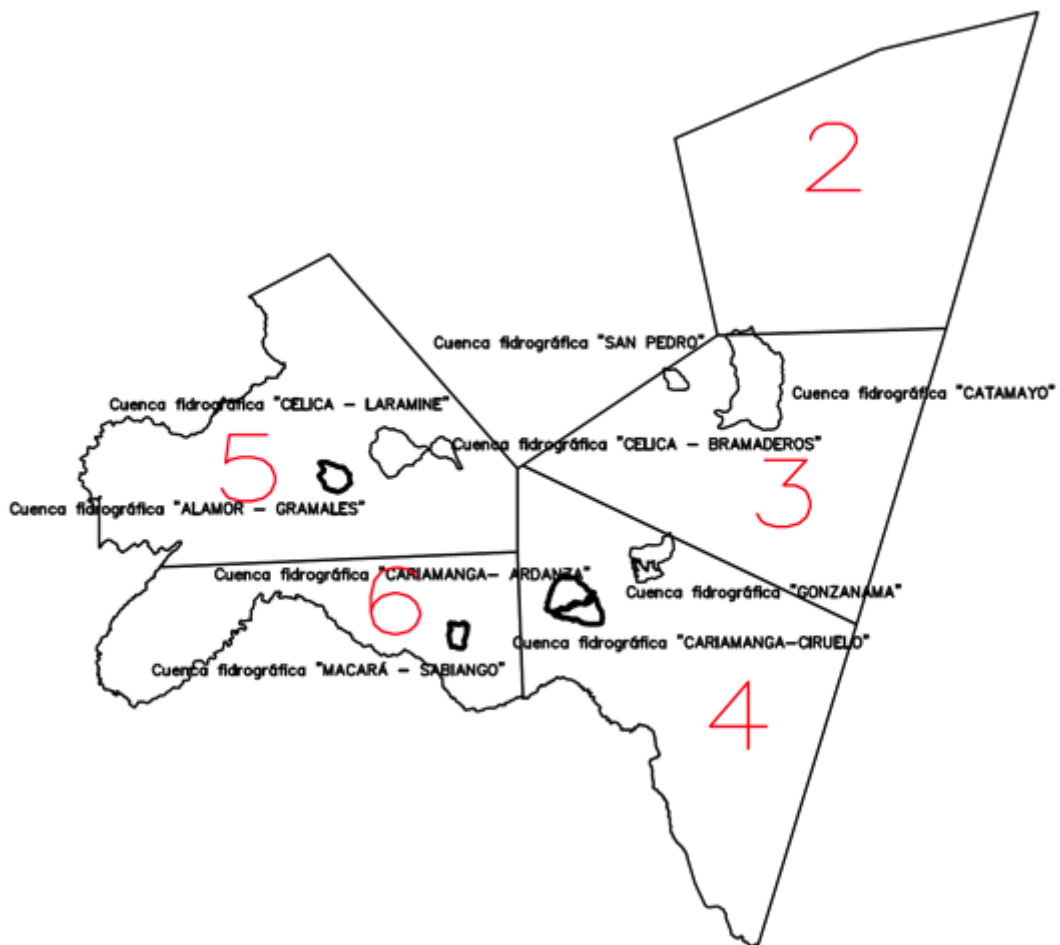 2
Cuenca fidrográfica "SAN PEDRO"
Cuenca fidrográfica "CATAMAYO"
Cuenca fidrográfica "CELICA – LARAMINE"
Cuenca fidrográfica "CELICA – BRAMADEROS"
5
3
Cuenca fidrográfica "ALAMOR – GRAMALES"
Cuenca fidrográfica "CARIAMANGA– ARDANZA"
6
Cuenca fidrográfica "GONZANAMA"
Cuenca fidrográfica "CARIAMANGA–CIRUELO"
Cuenca fidrográfica "MACARÁ – SABIANGO"
4